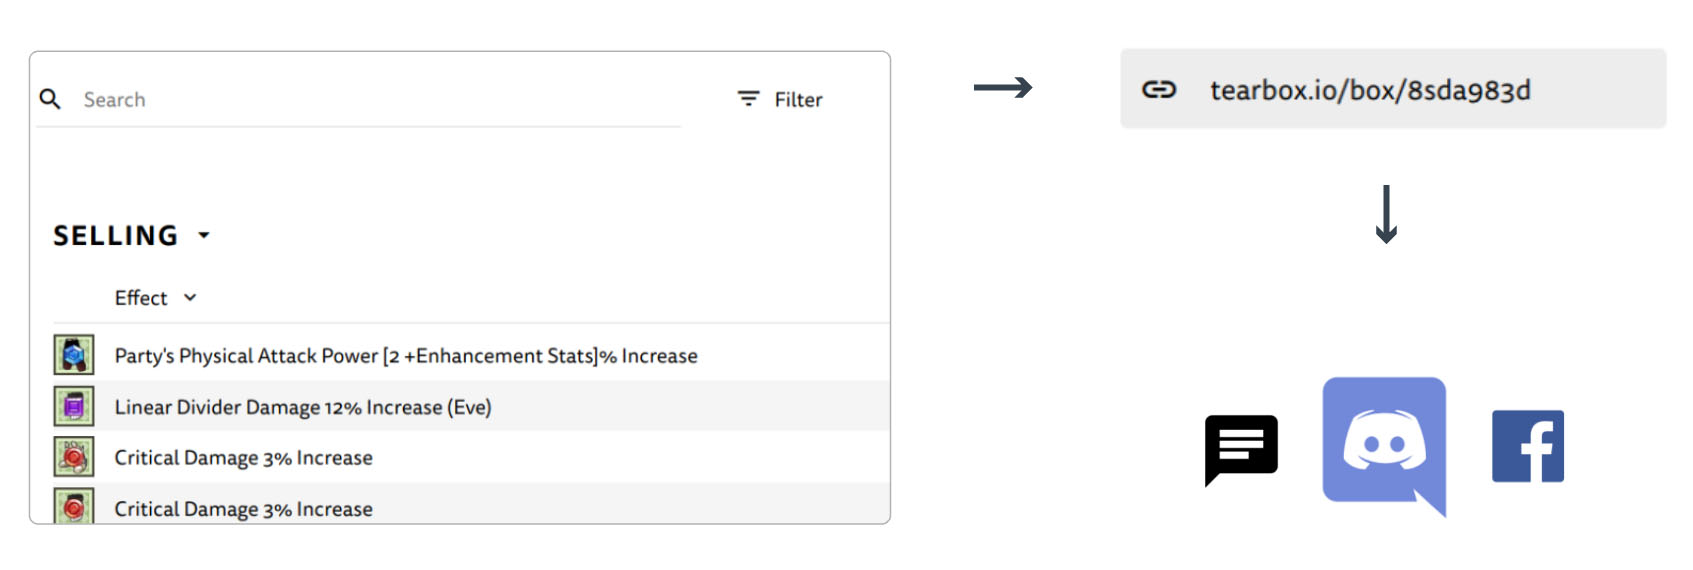 Search
Filter
tearbox.io/box/8sda983d
SELLING
Effect
Party's Physical Attack Power [2 +Enhancement Stats]% Increase
Linear Divider Damage 12% Increase (Eve)
Critical Damage 3% Increase
Critical Damage 3% Increase